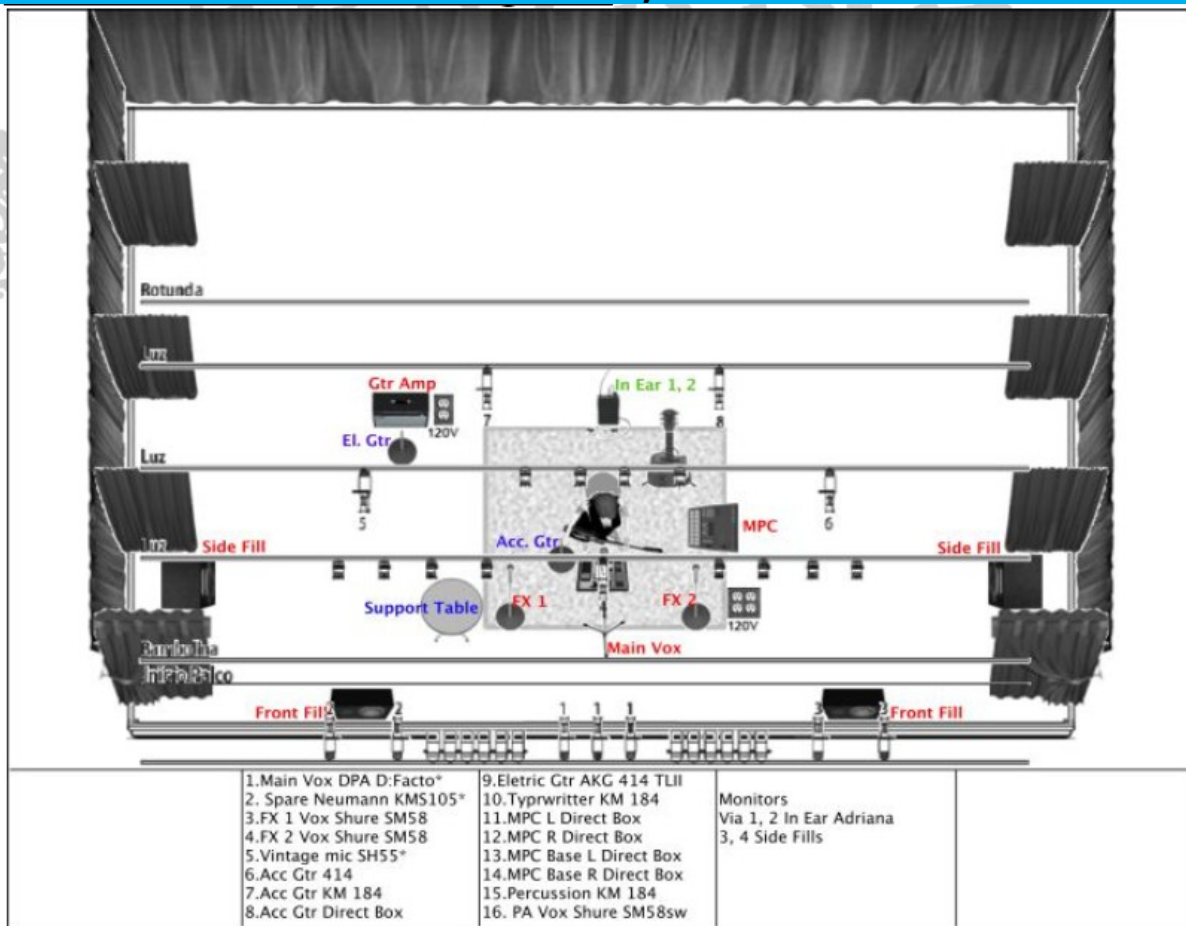 Rotunda
Luz
Gtr Amp
In Ear 1, 2
7
8
120V
El. Gtr
Luz
5
6
MPC
Acc. Gtr
Luz
Side Fill
Side Fill
Support Table
FX 1
4
FX 2
120V
Main Vox
Bambolina
Front Fill
2
2
1
1
1
3
3
Front Fill
1.Main Vox DPA D:Facto*
2. Spare Neumann KMS105*
3.FX 1 Vox Shure SM58
4.FX 2 Vox Shure SM58
5.Vintage mic SH55*
6.Acc Gtr 414
7.Acc Gtr KM 184
8.Acc Gtr Direct Box
9.Eletric Gtr AKG 414 TLII
10.Typrwritter KM 184
11.MPC L Direct Box
12.MPC R Direct Box
13.MPC Base L Direct Box
14.MPC Base R Direct Box
15.Percussion KM 184
16. PA Vox Shure SM58sw
Monitors
Via 1, 2 In Ear Adriana
3, 4 Side Fills